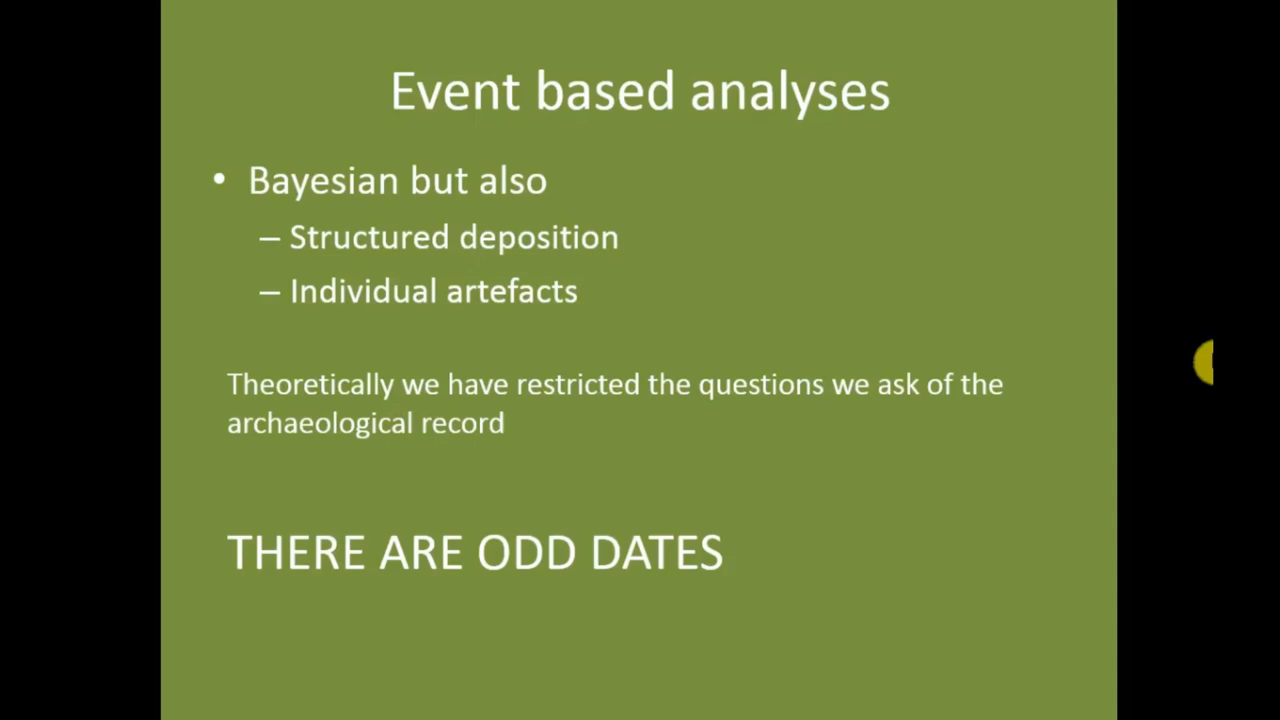 Event based analyses
• Bayesian but also
– Structured deposition
– Individual artefacts
Theoretically we have restricted the questions we ask of the
archaeological record
THERE ARE ODD DATES